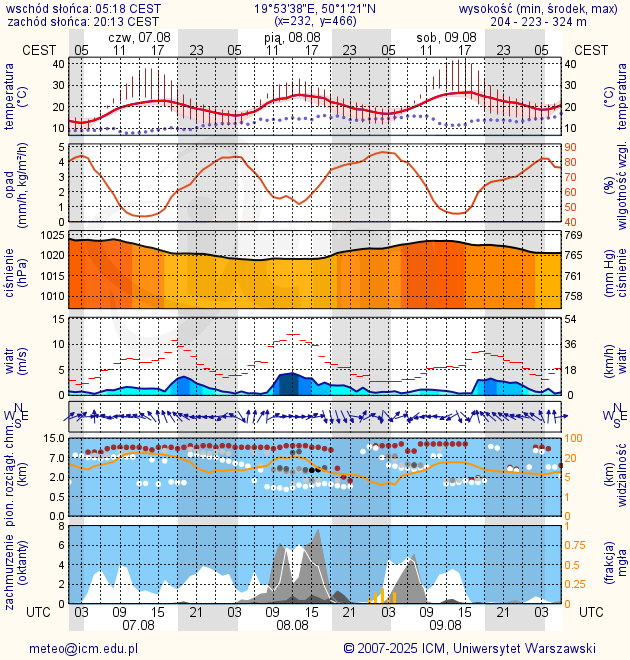 wschód słońca: 05:18 CEST 19°53'38"E, 50°1'21"N wysokość (min, środek, max)
zachód słońca: 20:13 CEST (x=232, y=466) 204 - 223 - 324 m
czw, 07.08 pią, 08.08 sob, 09.08
CEST 05 11 17 23 05 11 17 23 05 11 17 23 05 CEST
temperatura (°C) 40 30 20 10 40 30 20 10 (°C) temperatura
opad (mm/h, kg/m²/h) 5 4 3 2 1 0 90 80 70 60 50 40 (%) wilgotność wzgl.
ciśnienie (hPa) 1025 1020 1015 1010 769 765 761 758 (mm Hg) ciśnienie
wiatr (m/s) 15 10 5 0 54 36 18 0 (km/h) wiatr
N W E S N W E S
pion. rozciągł. chm. (km) 15.0 7.0 2.0 0.5 0.0 100 20 5 1 0 (km) widzialność
zachmurzenie (oktanty) 8 6 4 2 0 1 0.75 0.5 0.25 0 (frakcja) mgła
UTC 03 09 15 21 03 09 15 21 03 09 15 21 03 UTC
07.08 08.08 09.08
meteo@icm.edu.pl © 2007-2025 ICM, Uniwersytet Warszawski